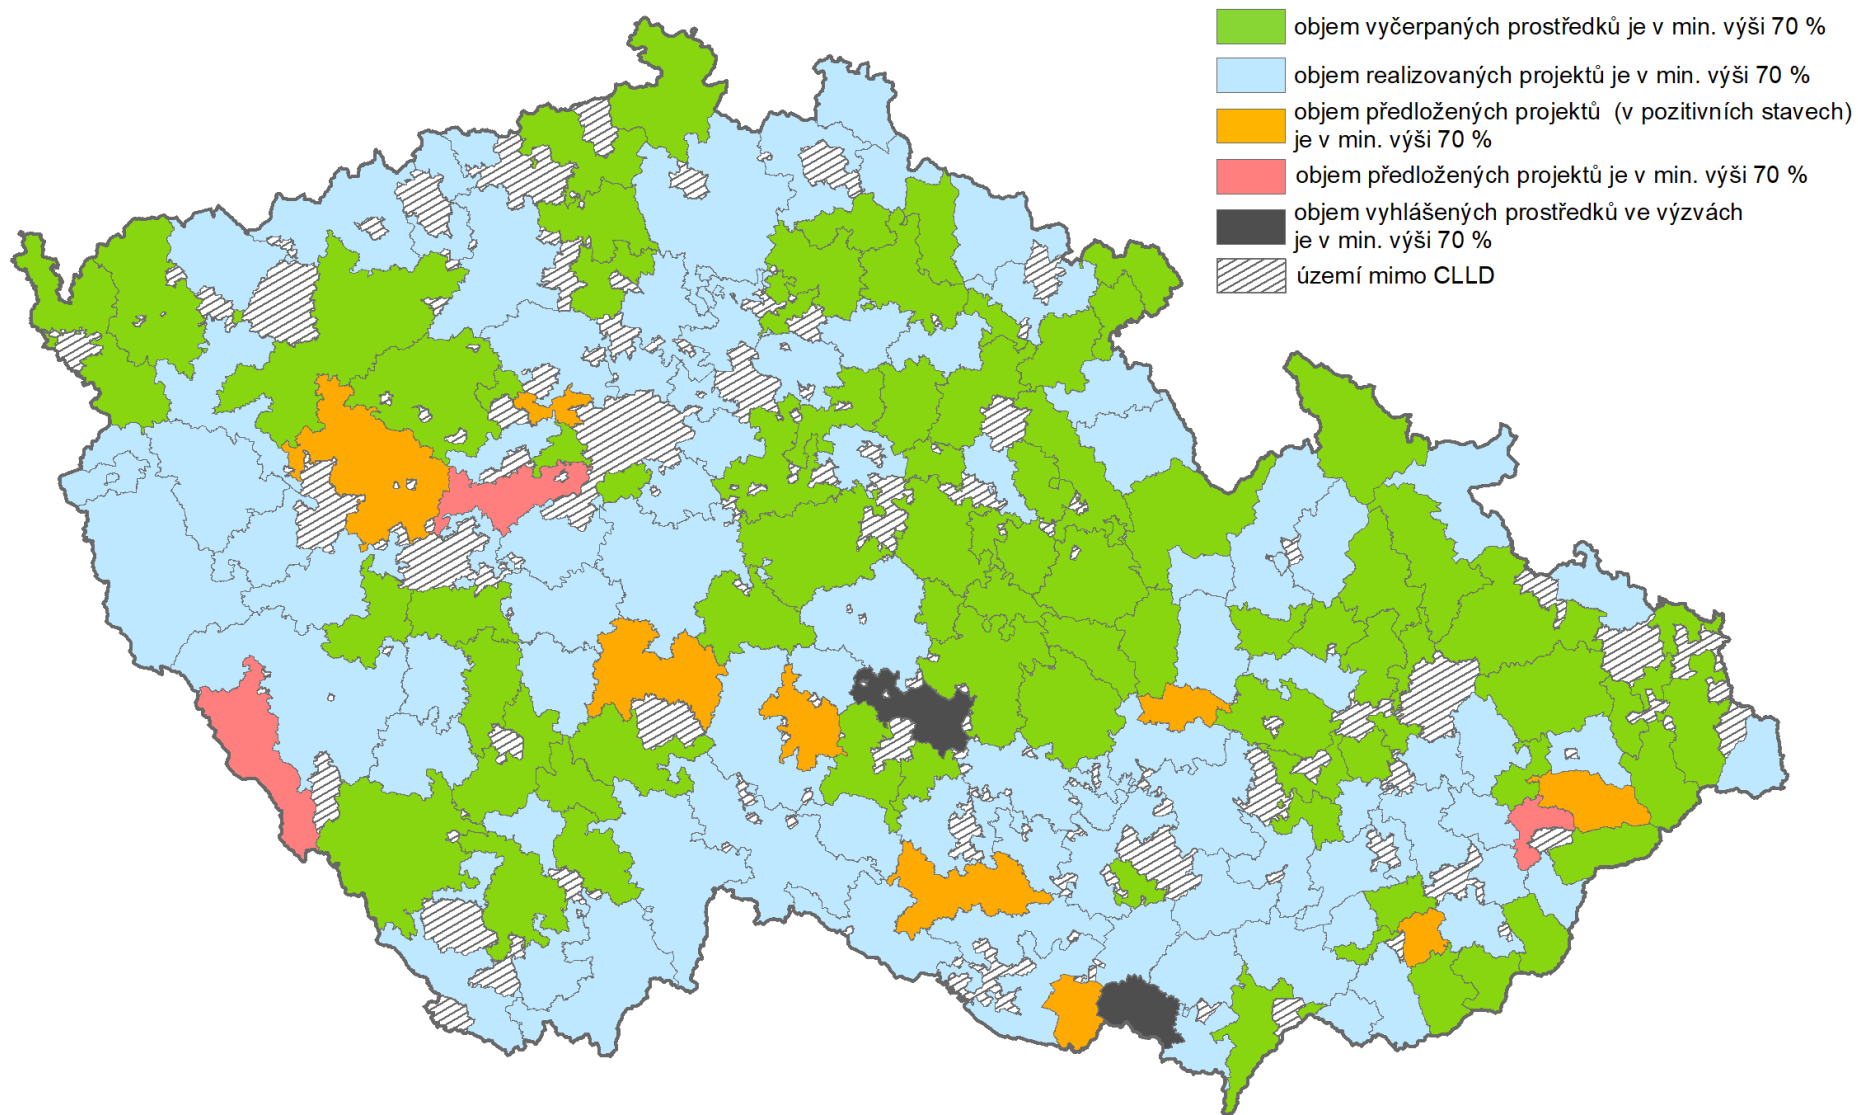 objem vyčerpaných prostředků je v min. výši 70 %
objem realizovaných projektů je v min. výši 70 %
objem předložených projektů (v pozitivních stavech)
je v min. výši 70 %
objem předložených projektů je v min. výši 70 %
objem vyhlášených prostředků ve výzvách
je v min. výši 70 %
území mimo CLLD